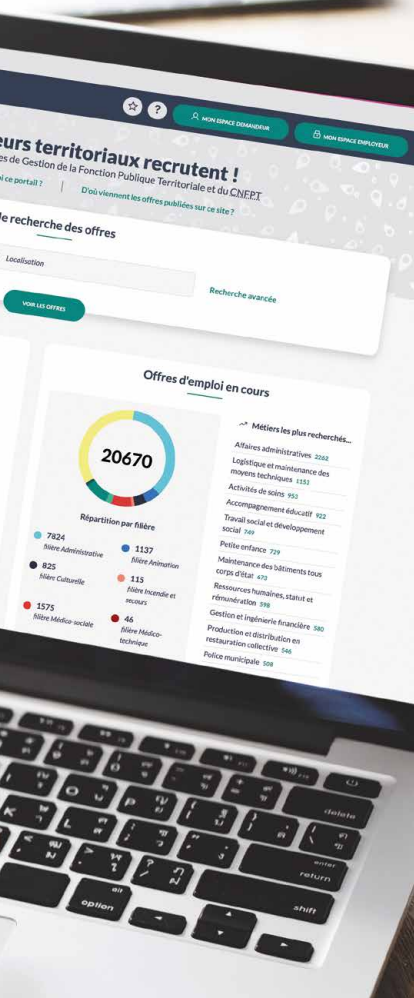 MON ESPACE DEMANDEUR
MON ESPACE EMPLOYEUR
?
eurs territoriaux recrutent !
es de Gestion de la Fonction Publique Territoriale et du CNFPT
i ce portail ? | D'où viennent les offres publiées sur ce site ?
de recherche des offres
Localisation
Recherche avancée
VOIR LES OFFRES
Offres d'emploi en cours
20670
Répartition par filière
7824
filière Administrative
1137
filière Animation
825
filière Culturelle
115
filière Incendie et
secours
1575
filière Médico-sociale
46
filière Médico-
technique
Métiers les plus recherchés...
Affaires administratives 2262
Logistique et maintenance des
moyens techniques 1153
Activités de soins 953
Accompagnement éducatif 922
Travail social et développement
social 749
Petite enfance 729
Maintenance des bâtiments tous
corps d'état 673
Ressources humaines, statut et
rémunération 598
Gestion et ingénierie financière 580
Production et distribution en
restauration collective 546
Police municipale 508
delete
enter
return
shift
alt
option